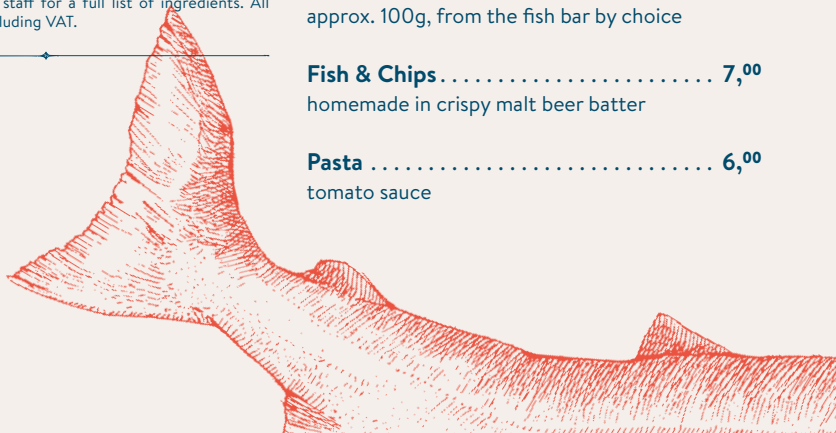 staff for a full list of ingredients. All
luding VAT.
approx. 100g, from the fish bar by choice
Fish & Chips . . . . . . . . . . . . . . . . . . . . . . . . . . . . . 7,00
homemade in crispy malt beer batter
Pasta . . . . . . . . . . . . . . . . . . . . . . . . . . . . . . . . . . . . 6,00
tomato sauce